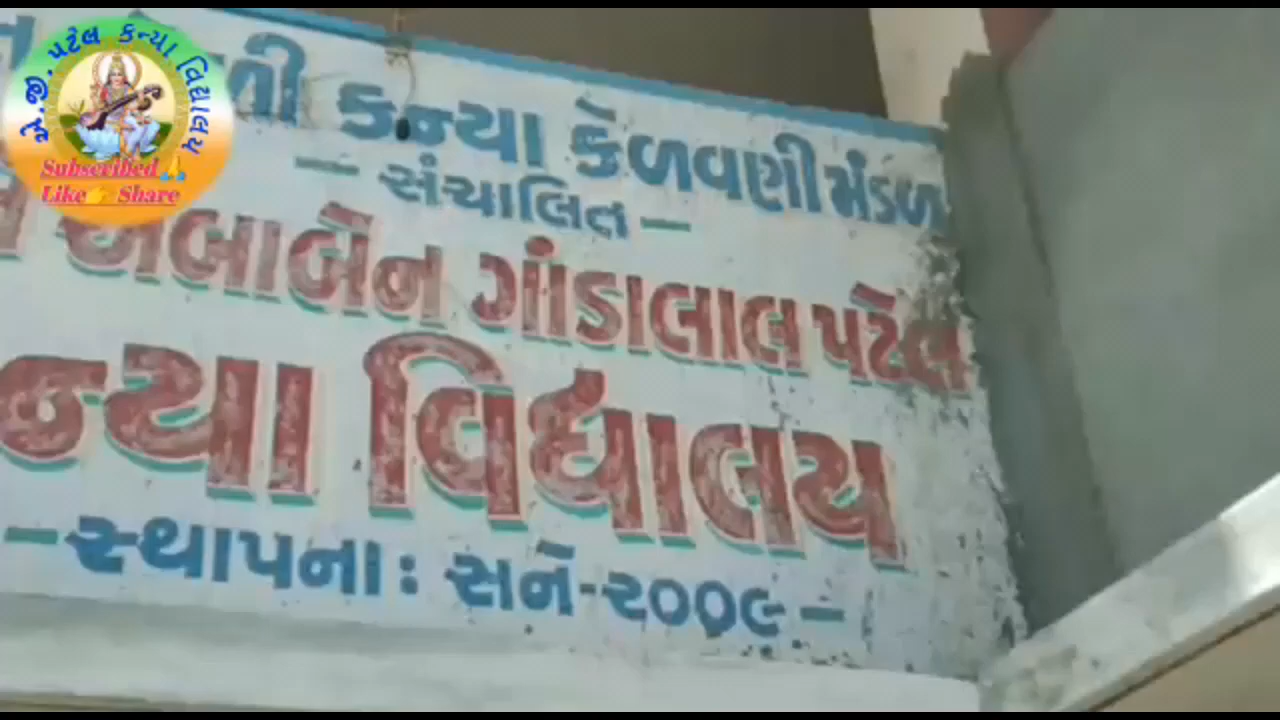 એ.જી. પટેલ કન્યા વિદ્યાલય
Subscribed
Like Share
કન્યા કેળવણી મંડળ
— સંચાલિત —
ગાંડાલાલ પટેલ
વિદ્યાલય
— સ્થાપના : સને-૨૦૦૯ —